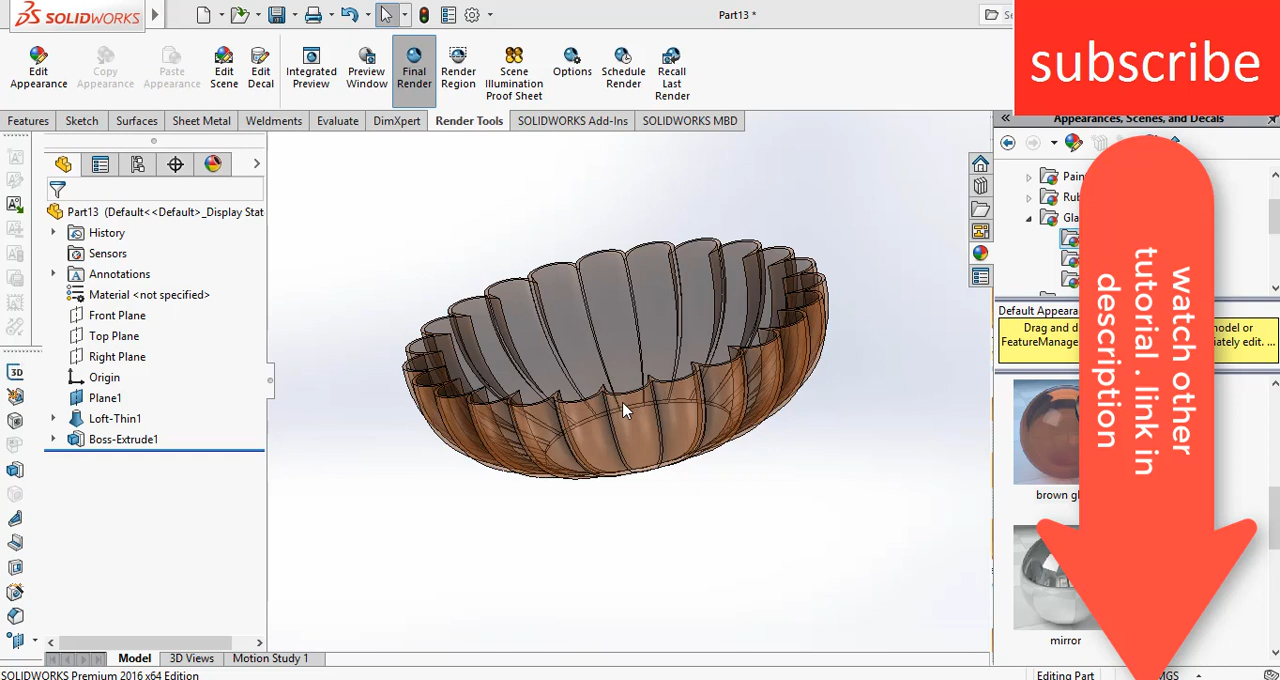 SOLIDWORKS
Part13 *
subscribe
Edit Appearance
Copy Appearance
Paste Appearance
Edit Scene
Edit Decal
Integrated Preview
Preview Window
Final Render
Render Region
Scene Illumination Proof Sheet
Options
Schedule Render
Recall Last Render
Features
Sketch
Surfaces
Sheet Metal
Weldments
Evaluate
DimXpert
Render Tools
SOLIDWORKS Add-Ins
SOLIDWORKS MBD
Appearances, Scenes, and Decals
Part13 (Default<<Default>_Display Stat
History
Sensors
Annotations
Material <not specified>
Front Plane
Top Plane
Right Plane
Origin
Plane1
Loft-Thin1
Boss-Extrude1
Pain
Rub
Gla
Default Appeara
Drag and d
model or
FeatureManage
iately edit. ...
brown gl
mirror
watch other
tutorial . link in
description
Model
3D Views
Motion Study 1
SOLIDWORKS Premium 2016 x64 Edition
Editing Part
MGS